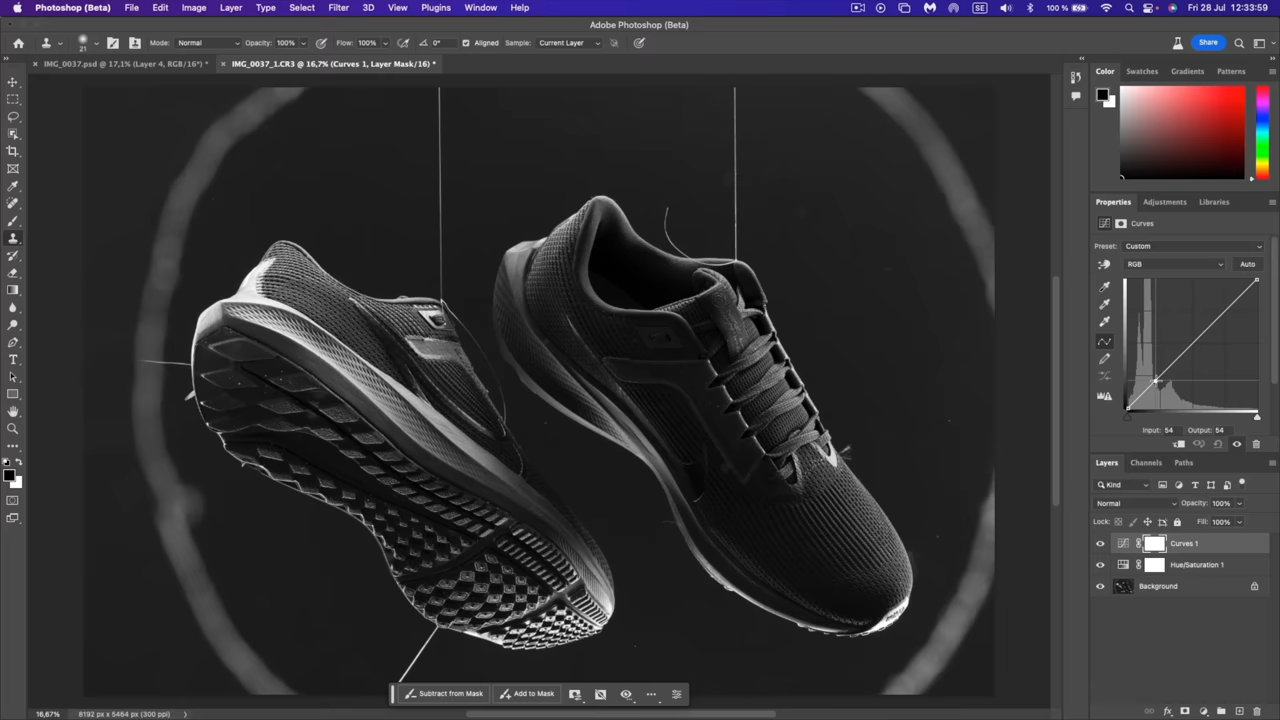 Photoshop (Beta) File Edit Image Layer Type Select Filter 3D View Plugins Window Help SE 100 % Fri 28 Jul 12:33:59
Adobe Photoshop (Beta)
21 Mode: Normal Opacity: 100% Flow: 100% 0° Aligned Sample: Current Layer Share
IMG_0037.psd @ 17,1% (Layer 4, RGB/16*) * IMG_0037_1.CR3 @ 16,7% (Curves 1, Layer Mask/16) *
Color Swatches Gradients Patterns
Properties Adjustments Libraries
Curves
Preset: Custom
RGB Auto
Input: 54 Output: 54
Layers Channels Paths
Kind
Normal Opacity: 100%
Lock: Fill: 100%
Curves 1
Hue/Saturation 1
Background
Subtract from Mask Add to Mask
16,67% 8192 px x 5464 px (300 ppi)